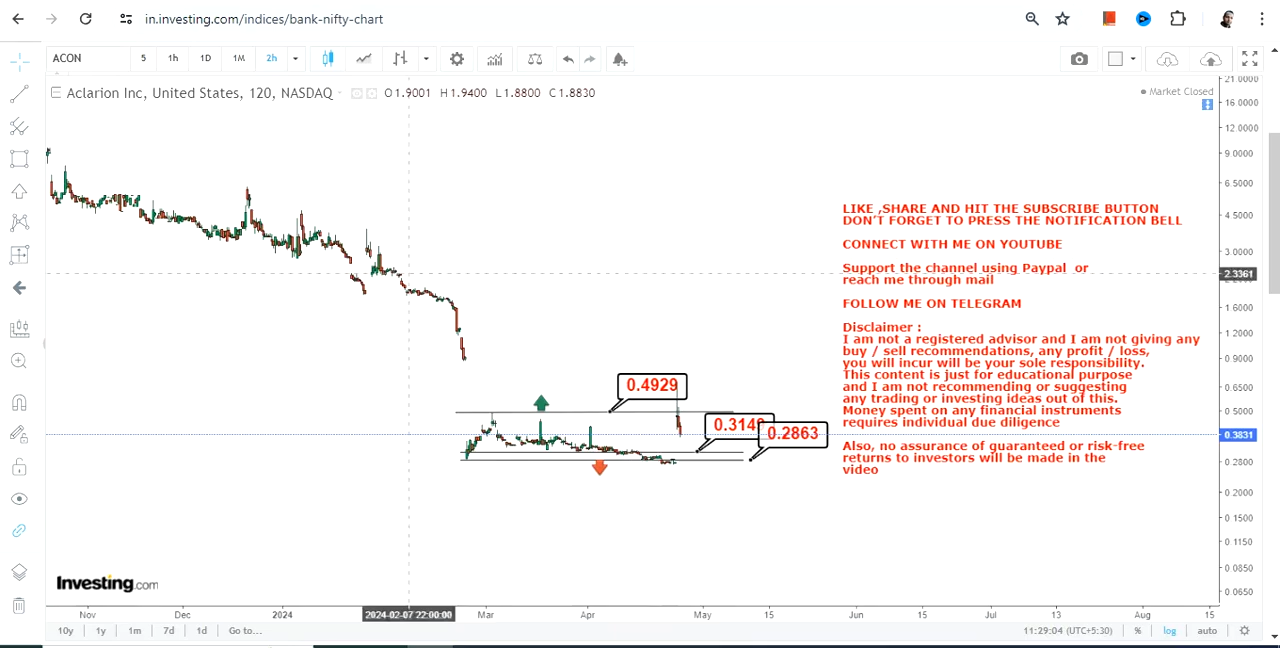 in.investing.com/indices/bank-nifty-chart
ACON 5 1h 1D 1M 2h
Aclarion Inc, United States, 120, NASDAQ O1.9001 H1.9400 L1.8800 C1.8830
Market Closed
21.0000
16.0000
12.0000
9.0000
6.5000
4.5000
3.0000
2.3361
1.6000
1.2000
0.9000
0.6500
0.5000
0.3831
0.2800
0.2000
0.1500
0.1150
0.0850
0.0650
LIKE ,SHARE AND HIT THE SUBSCRIBE BUTTON
DON'T FORGET TO PRESS THE NOTIFICATION BELL
CONNECT WITH ME ON YOUTUBE
Support the channel using Paypal or
reach me through mail
FOLLOW ME ON TELEGRAM
Disclaimer :
I am not a registered advisor and I am not giving any
buy / sell recommendations, any profit / loss,
you will incur will be your sole responsibility.
This content is just for educational purpose
and I am not recommending or suggesting
any trading or investing ideas out of this.
Money spent on any financial instruments
requires individual due diligence
Also, no assurance of guaranteed or risk-free
returns to investors will be made in the
video
0.4929
0.2863
Investing.com
Nov Dec 2024 2024-02-07 22:00:00 Mar Apr May 15 Jun 15 Jul 13 Aug 15
10y 1y 1m 7d 1d Go to... 11:29:04 (UTC+5:30) % log auto